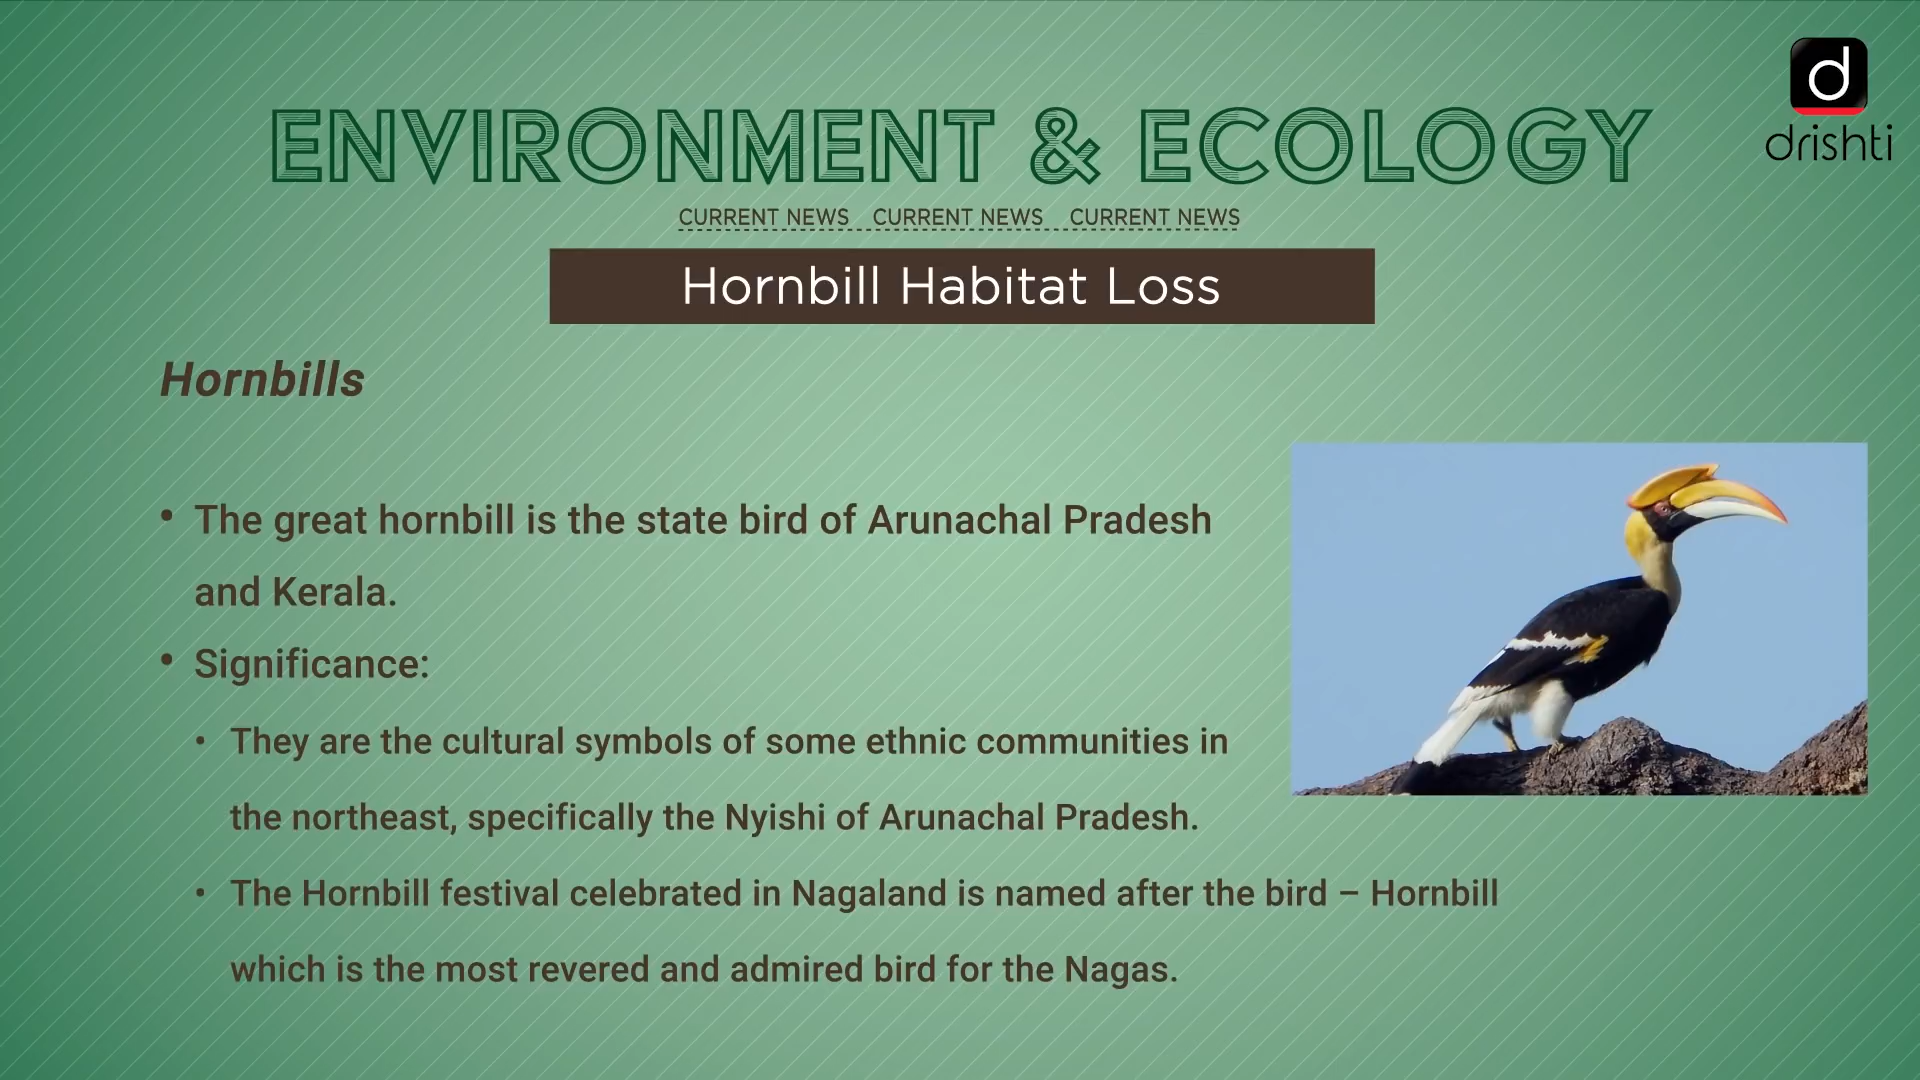 d
drishti
ENVIRONMENT & ECOLOGY
CURRENT NEWS CURRENT NEWS CURRENT NEWS
Hornbill Habitat Loss
Hornbills
• The great hornbill is the state bird of Arunachal Pradesh
and Kerala.
• Significance:
• They are the cultural symbols of some ethnic communities in
the northeast, specifically the Nyishi of Arunachal Pradesh.
• The Hornbill festival celebrated in Nagaland is named after the bird – Hornbill
which is the most revered and admired bird for the Nagas.